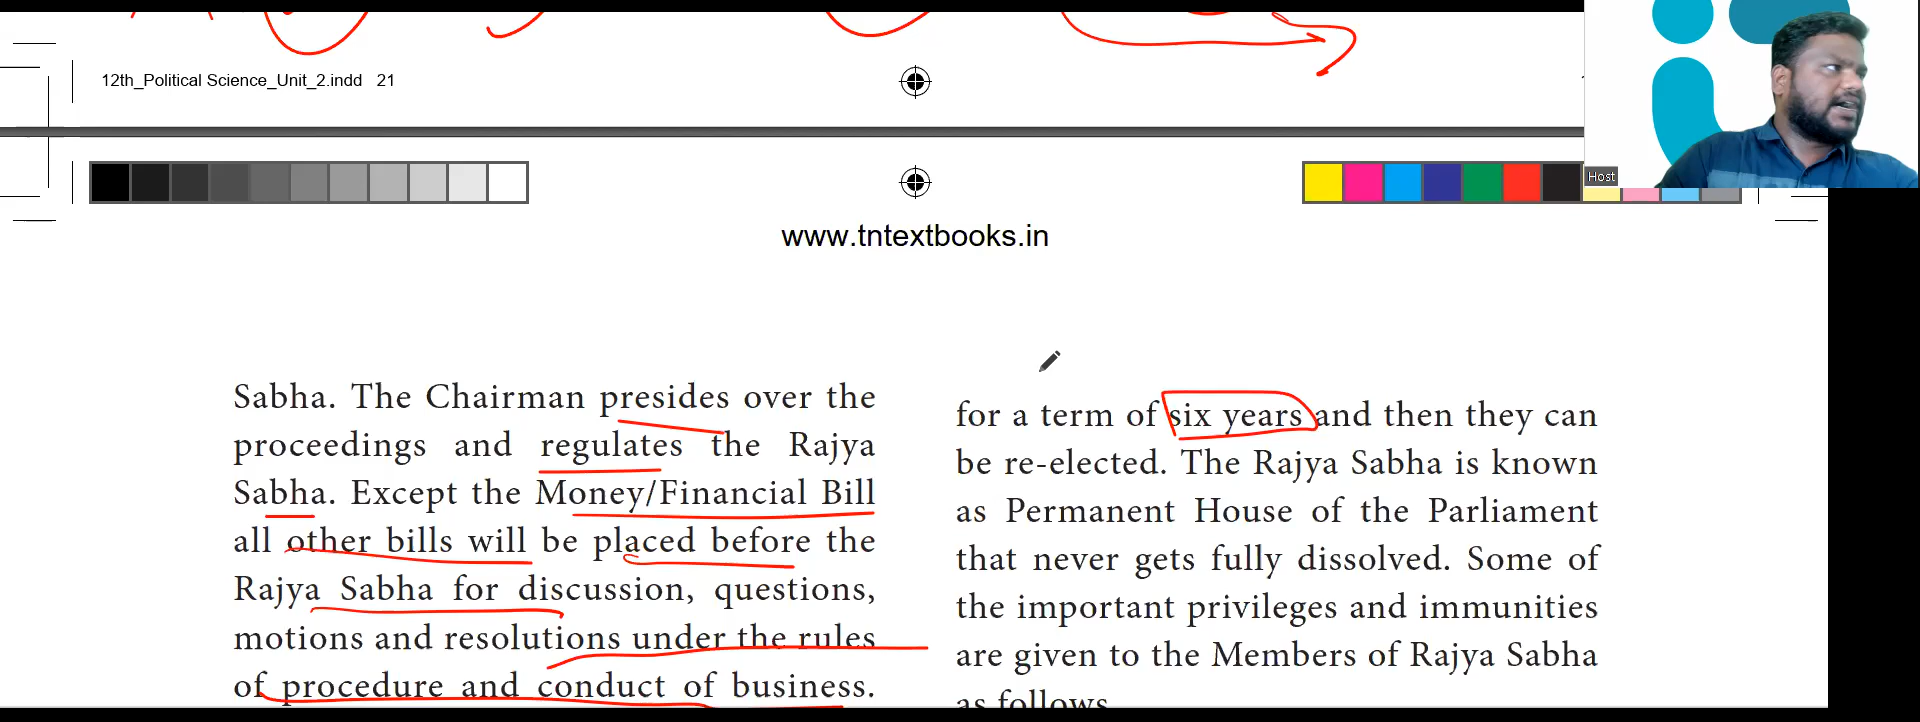 12th_Political Science_Unit_2.indd 21
Host
www.tntextbooks.in
Sabha. The Chairman presides over the
proceedings and regulates the Rajya
Sabha. Except the Money/Financial Bill
all other bills will be placed before the
Rajya Sabha for discussion, questions,
motions and resolutions under the rules
of procedure and conduct of business.
for a term of six years and then they can
be re-elected. The Rajya Sabha is known
as Permanent House of the Parliament
that never gets fully dissolved. Some of
the important privileges and immunities
are given to the Members of Rajya Sabha
as follows